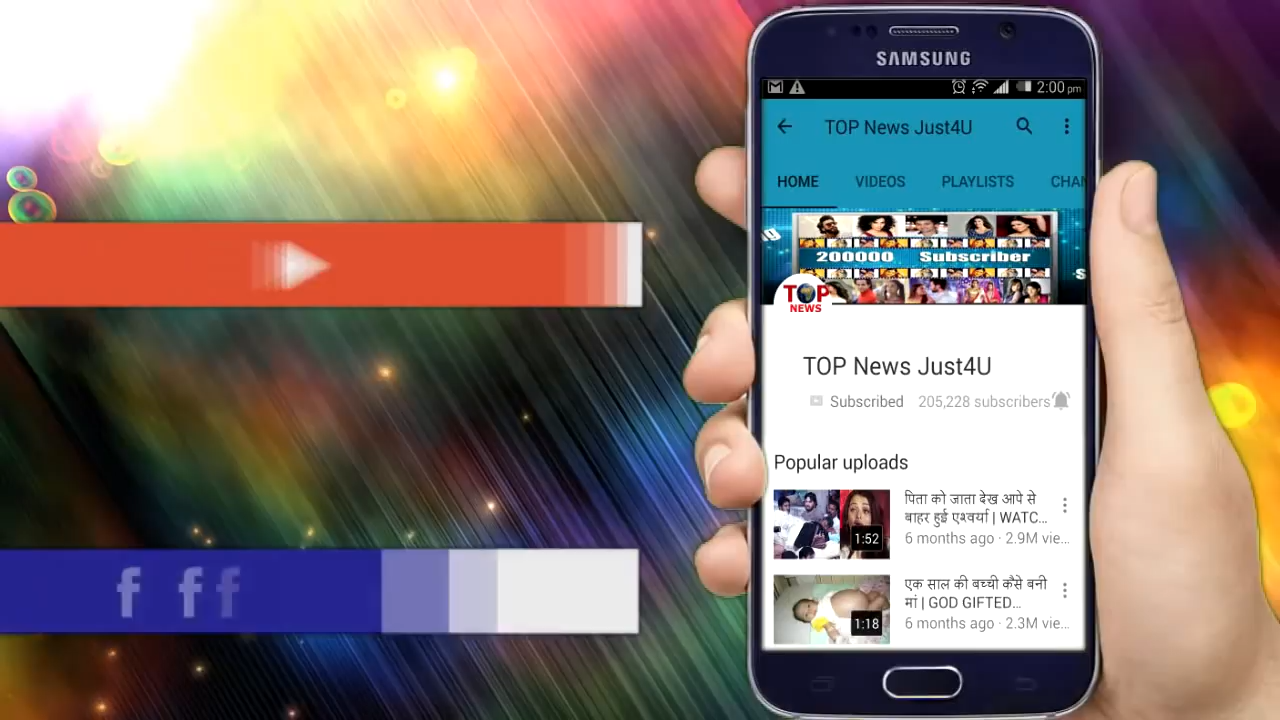 SAMSUNG
2:00 pm
TOP News Just4U
HOME VIDEOS PLAYLISTS CHAN
200000 Subscriber
TOP
NEWS
TOP News Just4U
Subscribed 205,228 subscribers
Popular uploads
पिता को जाता देख आपे से
बाहर हुई एश्वर्या | WATC...
1:52
6 months ago · 2.9M vie...
एक साल की बच्ची कैसे बनी
मां | GOD GIFTED...
1:18
6 months ago · 2.3M vie...
f f f